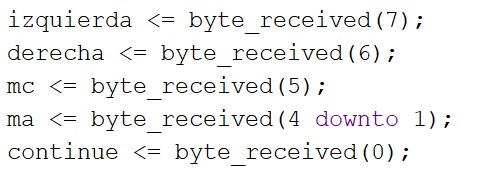 izquierda <= byte_received(7);
derecha <= byte_received(6);
mc <= byte_received(5);
ma <= byte_received(4 downto 1);
continue <= byte_received(0);